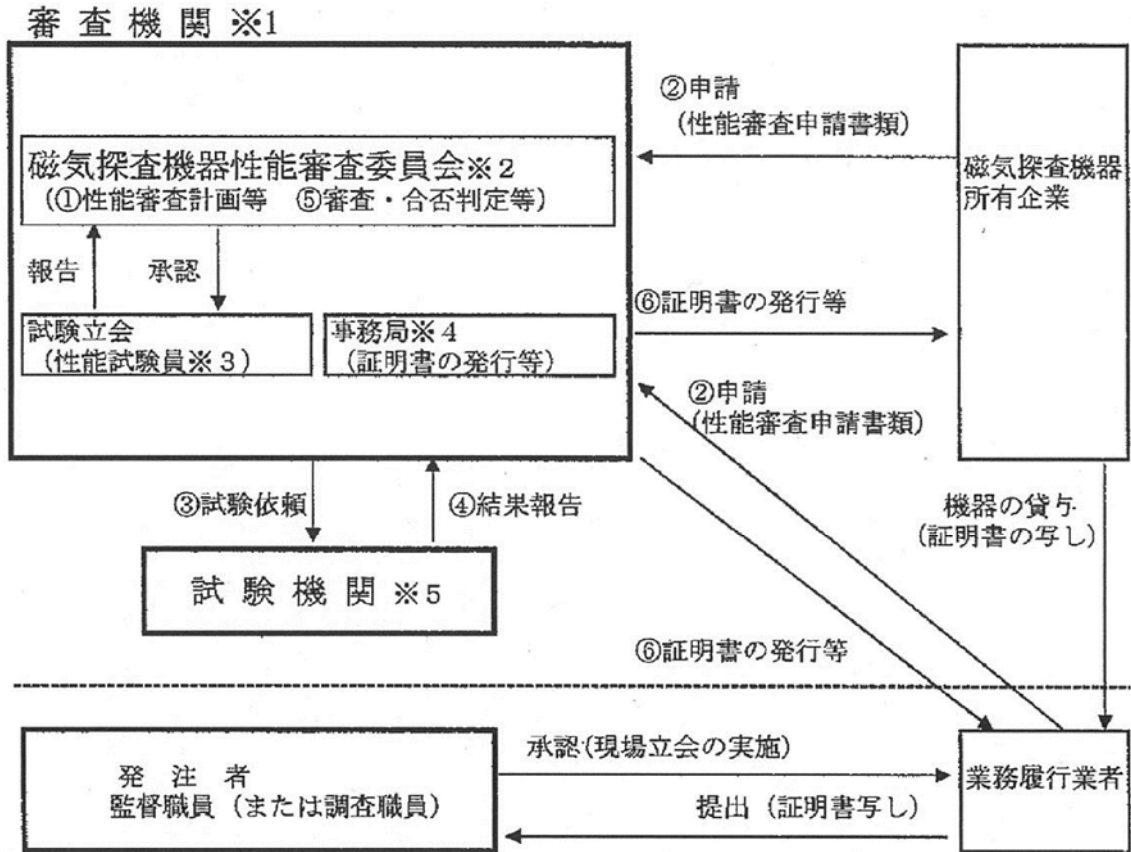 審査機関※1
②申請
(性能審査申請書類)
磁気探査機器性能審査委員会※2
(①性能審査計画等 ⑤審査・合否判定等)
磁気探査機器
所有企業
報告
承認
⑥証明書の発行等
試験立会
(性能試験員※3)
事務局※4
(証明書の発行等)
②申請
(性能審査申請書類)
③試験依頼
④結果報告
機器の貸与
(証明書の写し)
試験機関※5
⑥証明書の発行等
発注者
監督職員(または調査職員)
承認(現場立会の実施)
提出(証明書写し)
業務履行業者